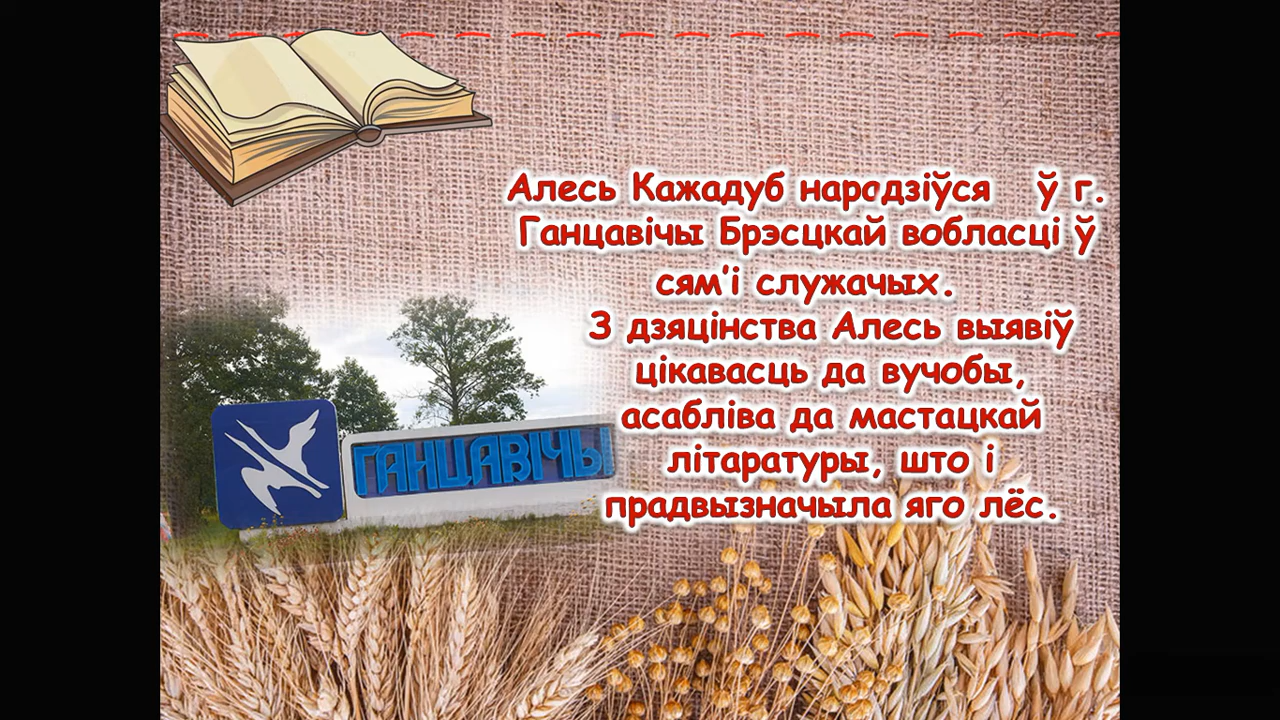 Алесь Кажадуб нарадзіўся ў г.
Ганцавічы Брэсцкай вобласці ў
сям'і служачых.
З дзяцінства Алесь выявіў
цікавасць да вучобы,
асабліва да мастацкай
літаратуры, што і
прадвызначыла яго лёс.
ГАНЦАВІЧЫ